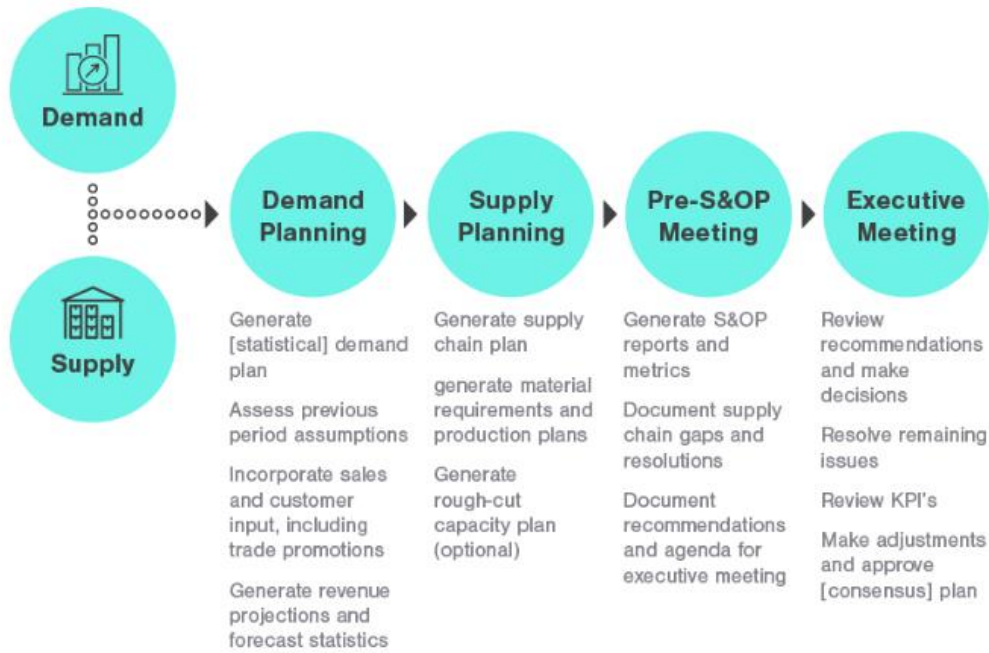 Demand
Supply
Demand
Planning
Generate
[statistical] demand
plan
Assess previous
period assumptions
Incorporate sales
and customer
input, including
trade promotions
Generate revenue
projections and
forecast statistics
Supply
Planning
Generate supply
chain plan
generate material
requirements and
production plans
Generate
rough-cut
capacity plan
(optional)
Pre-S&OP
Meeting
Generate S&OP
reports and
metrics
Document supply
chain gaps and
resolutions
Document
recommendations
and agenda for
executive meeting
Executive
Meeting
Review
recommendations
and make
decisions
Resolve remaining
issues
Review KPI's
Make adjustments
and approve
[consensus] plan